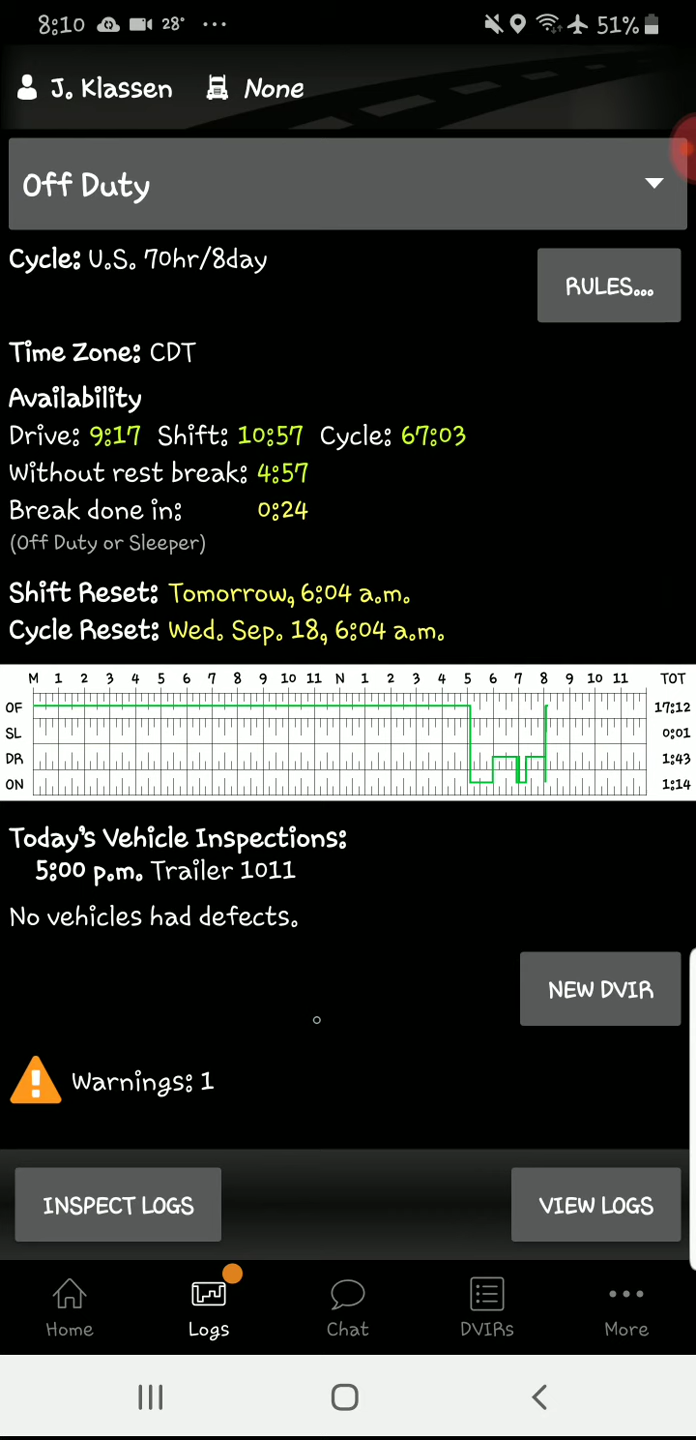 8:10 28° ... 51%
J. Klassen None
Off Duty
Cycle: U.S. 70hr/8day
RULES...
Time Zone: CDT
Availability
Drive: 9:17 Shift: 10:57 Cycle: 67:03
Without rest break: 4:57
Break done in: 0:24
(Off Duty or Sleeper)
Shift Reset: Tomorrow, 6:04 a.m.
Cycle Reset: Wed. Sep. 18, 6:04 a.m.
M 1 2 3 4 5 6 7 8 9 10 11 N 1 2 3 4 5 6 7 8 9 10 11 TOT
OF 17:12
SL 0:01
DR 1:43
ON 1:14
Today's Vehicle Inspections:
5:00 p.m. Trailer 1011
No vehicles had defects.
NEW DVIR
Warnings: 1
INSPECT LOGS VIEW LOGS
Home Logs Chat DVIRs More